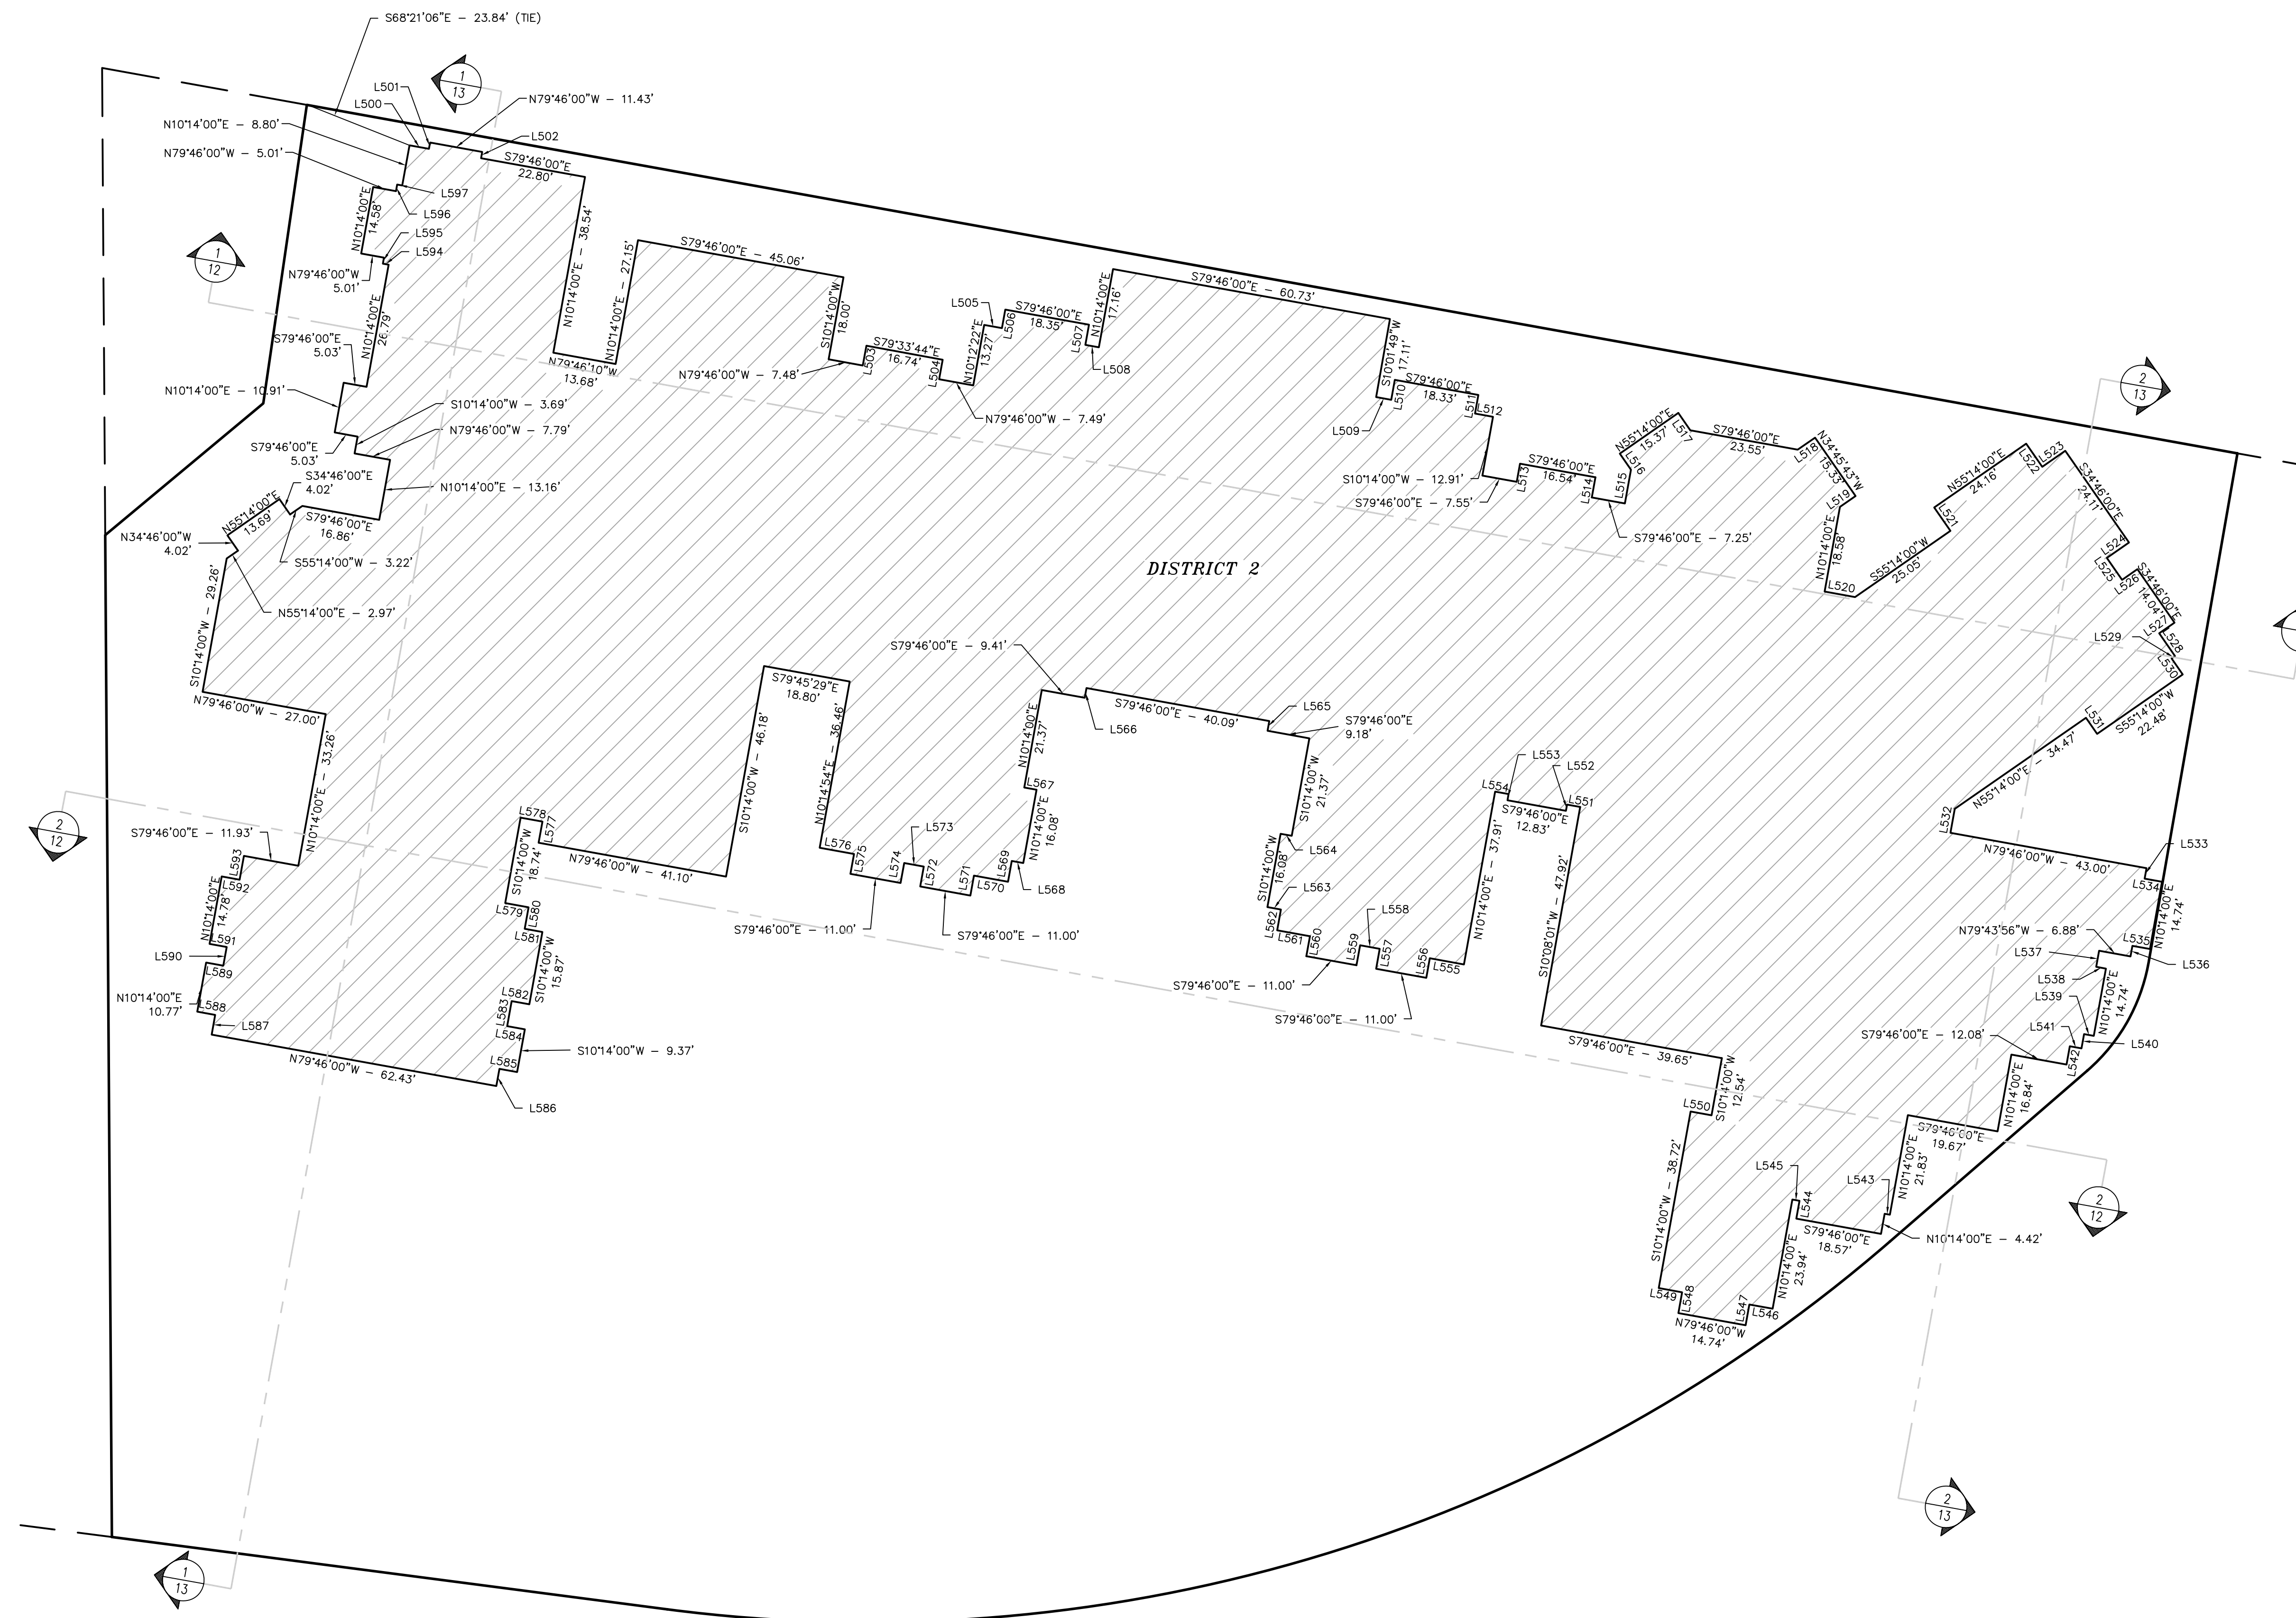 S68°21'06"E – 23.84' (TIE)
1
13
L501
L500
N79°46'00"W – 11.43'
N10°14'00"E – 8.80'
L502
N79°46'00"W – 5.01'
S79°46'00"E
22.80'
L597
L596
N10°14'00"E
14.58'
L595
L594
1
12
N79°46'00"W
5.01'
N10°14'00"E
26.79'
N10°14'00"E – 38.54'
N10°14'00"E – 27.15'
S79°46'00"E – 45.06'
S10°14'00"W
18.00'
S79°46'00"E
5.03'
N79°46'10"W
13.68'
N79°46'00"W – 7.48'
L503
S79°33'44"E
16.74'
L504
N10°12'22"E
13.27'
L505
L506
S79°46'00"E
18.35'
L507
N10°14'00"E
17.16'
L508
N79°46'00"W – 7.49'
S79°46'00"E – 60.73'
S10°01'49"W
17.11'
L509
L510
S79°46'00"E
18.33'
L511
L512
S10°14'00"W – 12.91'
S79°46'00"E – 7.55'
L513
S79°46'00"E
16.54'
L514
L515
L516
N55°14'00"E
15.37'
L517
S79°46'00"E
23.55'
S79°46'00"E – 7.25'
L518
N34°45'43"W
15.33'
L519
N10°14'00"E
18.58'
L520
S55°14'00"W
25.05'
L521
N55°14'00"E
24.16'
L522
L523
S34°46'00"E
24.11'
L524
L525
L526
S34°46'00"E
14.04'
L527
L528
L529
L530
S55°14'00"W
22.48'
L531
N55°14'00"E – 34.47'
L532
2
13
N10°14'00"E – 10.91'
S10°14'00"W – 3.69'
N79°46'00"W – 7.79'
S79°46'00"E
5.03'
S34°46'00"E
4.02'
N10°14'00"E – 13.16'
N55°14'00"E
13.69'
S79°46'00"E
16.86'
N34°46'00"W
4.02'
S55°14'00"W – 3.22'
N55°14'00"E – 2.97'
S10°14'00"W – 29.26'
DISTRICT 2
N79°46'00"W – 27.00'
N10°14'00"E – 33.26'
S79°45'29"E
18.80'
S10°14'00"W – 46.18'
N10°14'54"E – 36.46'
S79°46'00"E – 9.41'
S79°46'00"E – 40.09'
L566
L565
S79°46'00"E
9.18'
N10°14'00"E
21.37'
S10°14'00"W
21.37'
L567
N10°14'00"E
16.08'
L568
L569
L570
L571
L572
L573
L574
L575
L576
S79°46'00"E – 11.00'
S79°46'00"E – 11.00'
L564
S10°14'00"W
16.08'
L563
L562
L561
L560
L559
L558
L557
L556
L555
S79°46'00"E – 11.00'
S79°46'00"E – 11.00'
N10°14'00"E – 37.91'
L554
L553
L552
L551
S79°46'00"E
12.83'
S10°08'01"W – 47.92'
S79°46'00"E – 39.65'
S10°14'00"W
12.54'
L550
S10°14'00"W – 38.72'
L549
L548
N79°46'00"W
14.74'
L547
L546
N10°14'00"E
23.94'
L545
L544
S79°46'00"E
18.57'
L543
N10°14'00"E – 4.42'
N10°14'00"E
21.83'
S79°46'00"E
19.67'
N10°14'00"E
16.84'
S79°46'00"E – 12.08'
L542
L541
L540
L539
N10°14'00"E
14.74'
L538
L537
N79°43'56"W – 6.88'
L536
L535
N10°14'00"E
14.74'
L534
L533
N79°46'00"W – 43.00'
2
12
S79°46'00"E – 11.93'
L593
L592
N10°14'00"E
14.78'
L591
L590
L589
N10°14'00"E
10.77'
L588
L587
N79°46'00"W – 62.43'
L586
L585
S10°14'00"W – 9.37'
L584
L583
L582
S10°14'00"W
15.87'
L581
L580
L579
S10°14'00"W
18.74'
L578
L577
N79°46'00"W – 41.10'
2
12
2
13
1
13